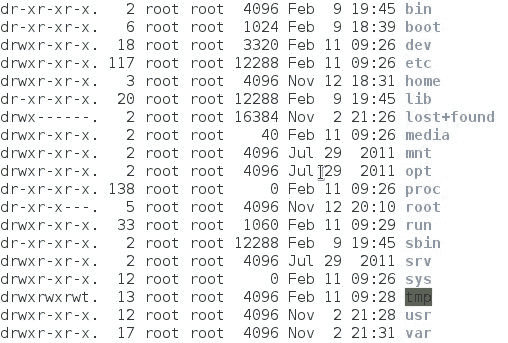 dr-xr-xr-x. 2 root root 4096 Feb 9 19:45 bin
dr-xr-xr-x. 6 root root 1024 Feb 9 18:39 boot
drwxr-xr-x. 18 root root 3320 Feb 11 09:26 dev
drwxr-xr-x. 117 root root 12288 Feb 11 09:26 etc
drwxr-xr-x. 3 root root 4096 Nov 12 18:31 home
dr-xr-xr-x. 20 root root 12288 Feb 9 19:45 lib
drwx------. 2 root root 16384 Nov 2 21:26 lost+found
drwxr-xr-x. 2 root root 40 Feb 11 09:26 media
drwxr-xr-x. 2 root root 4096 Jul 29 2011 mnt
drwxr-xr-x. 2 root root 4096 Jul 29 2011 opt
dr-xr-xr-x. 138 root root 0 Feb 11 09:26 proc
dr-xr-x---. 5 root root 4096 Nov 12 20:10 root
drwxr-xr-x. 33 root root 1060 Feb 11 09:29 run
dr-xr-xr-x. 2 root root 12288 Feb 9 19:45 sbin
drwxr-xr-x. 2 root root 4096 Jul 29 2011 srv
drwxr-xr-x. 12 root root 0 Feb 11 09:26 sys
drwxrwxrwt. 13 root root 4096 Feb 11 09:28 tmp
drwxr-xr-x. 12 root root 4096 Nov 2 21:28 usr
drwxr-xr-x. 17 root root 4096 Nov 2 21:31 var